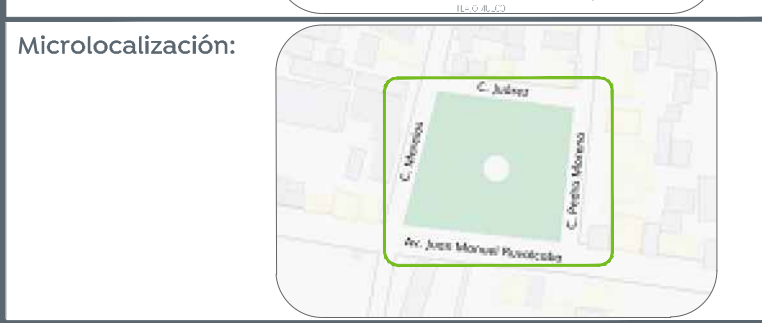 Microlocalización:
C. Juárez
C. Morelos
C. Pedro Moreno
Av. Juan Manuel Ruvalcaba